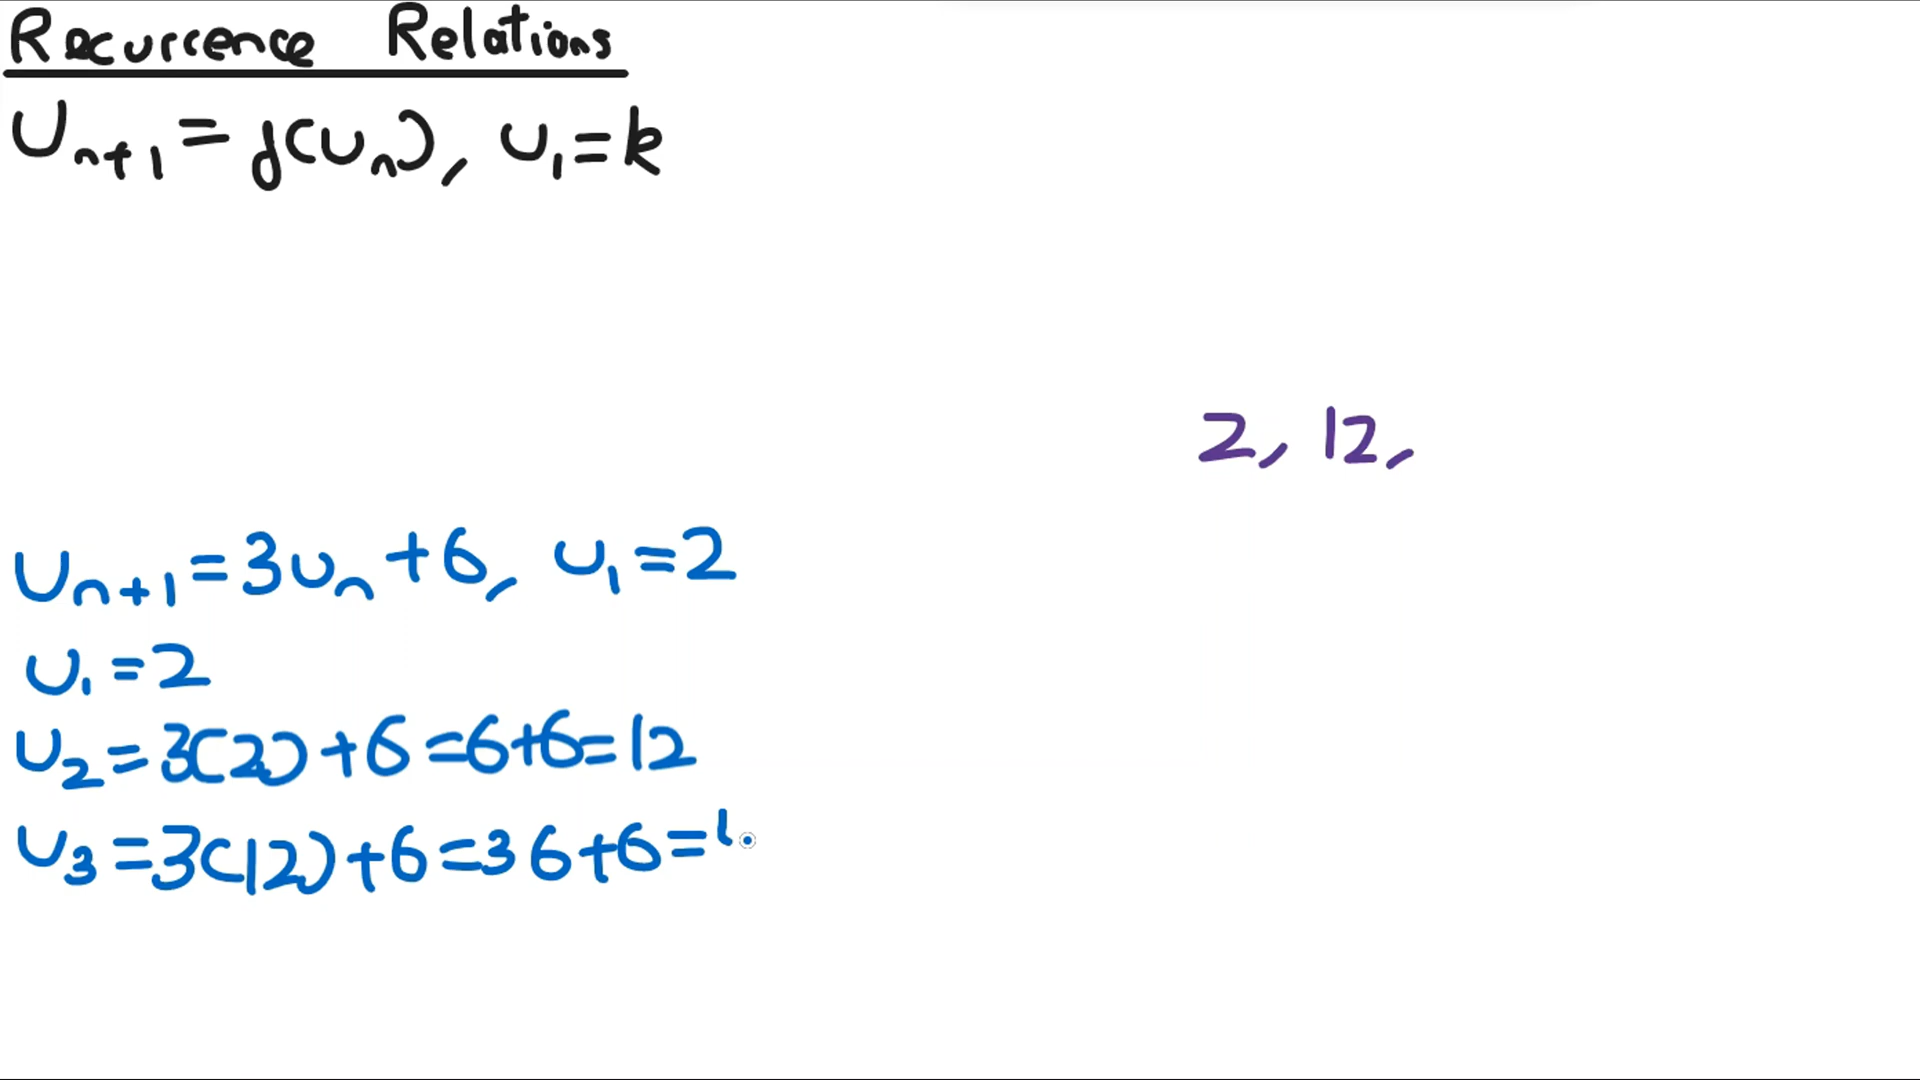 Recurrence Relations
Uₙ₊₁ = f(Uₙ), U₁ = k
2, 12,
Uₙ₊₁ = 3Uₙ + 6, U₁ = 2
U₁ = 2
U₂ = 3(2) + 6 = 6+6 = 12
U₃ = 3(12) + 6 = 36+6 =